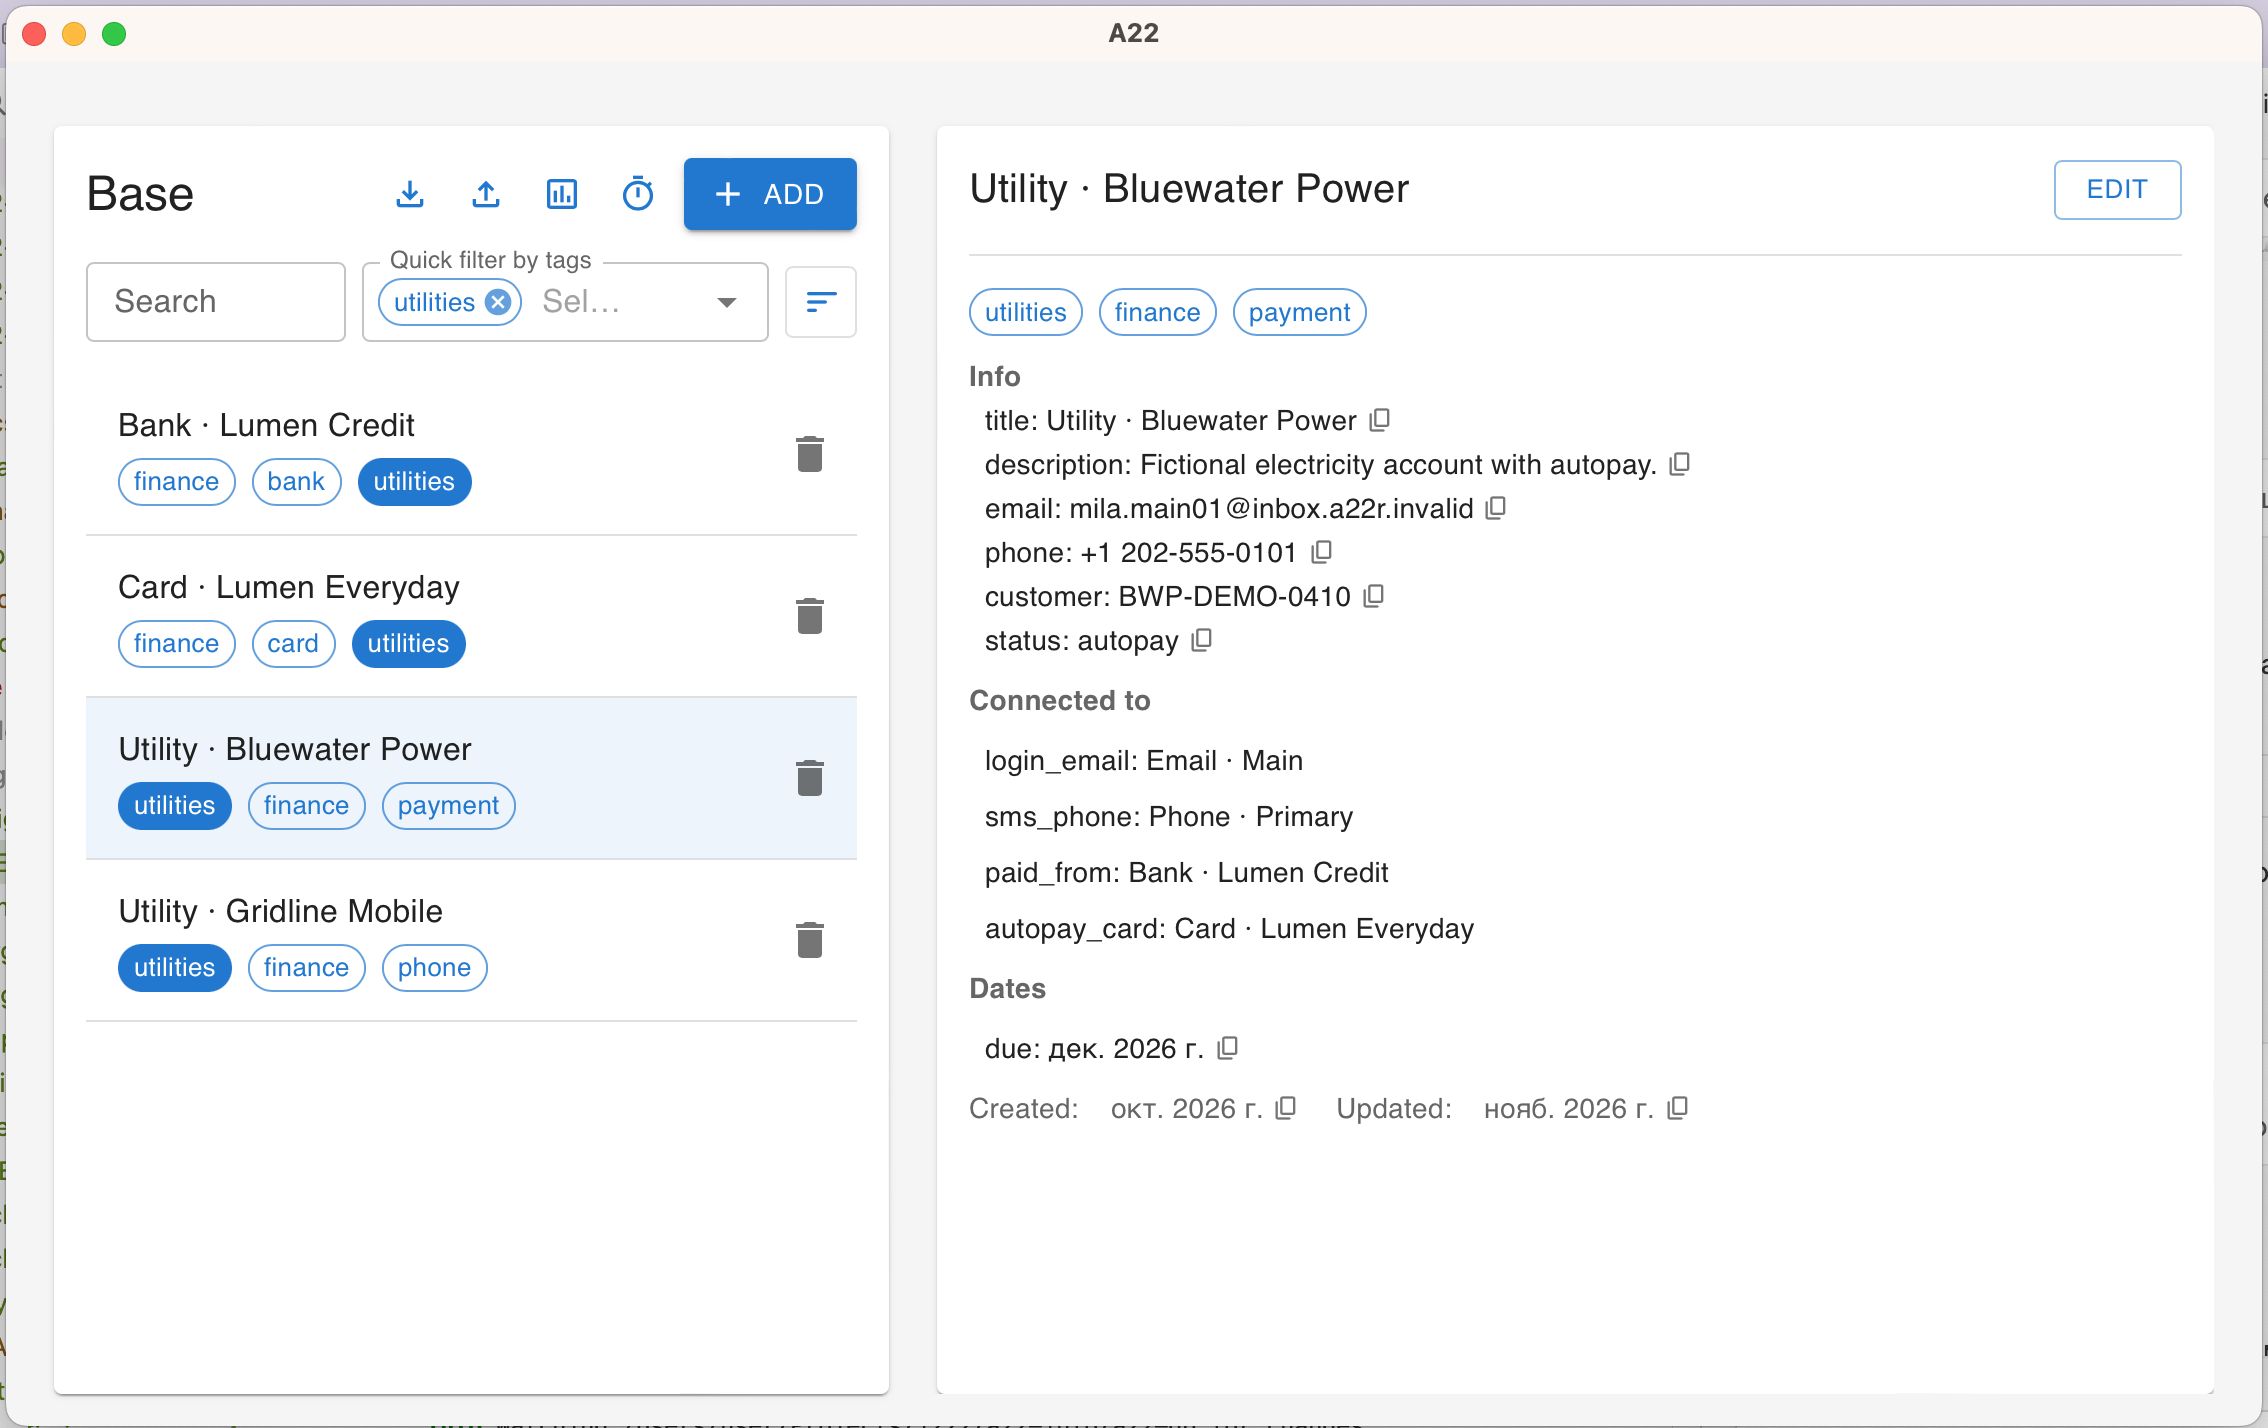 A22
Base
ADD
Quick filter by tags
Search
utilities
Sel...
Bank · Lumen Credit
finance bank utilities
Card · Lumen Everyday
finance card utilities
Utility · Bluewater Power
utilities finance payment
Utility · Gridline Mobile
utilities finance phone
Utility · Bluewater Power
EDIT
utilities finance payment
Info
title: Utility · Bluewater Power
description: Fictional electricity account with autopay.
email: mila.main01@inbox.a22r.invalid
phone: +1 202-555-0101
customer: BWP-DEMO-0410
status: autopay
Connected to
login_email: Email · Main
sms_phone: Phone · Primary
paid_from: Bank · Lumen Credit
autopay_card: Card · Lumen Everyday
Dates
due: дек. 2026 г.
Created: окт. 2026 г. Updated: нояб. 2026 г.